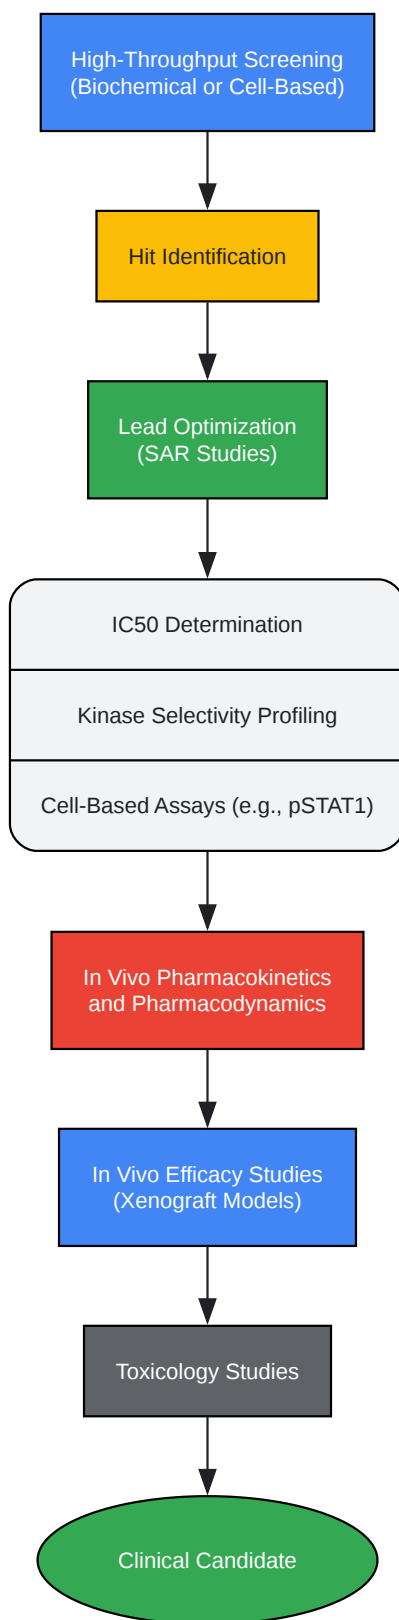 High-Throughput Screening
(Biochemical or Cell-Based)
Hit Identification
Lead Optimization
(SAR Studies)
IC50 Determination
Kinase Selectivity Profiling
Cell-Based Assays (e.g., pSTAT1)
In Vivo Pharmacokinetics
and Pharmacodynamics
In Vivo Efficacy Studies
(Xenograft Models)
Toxicology Studies
Clinical Candidate